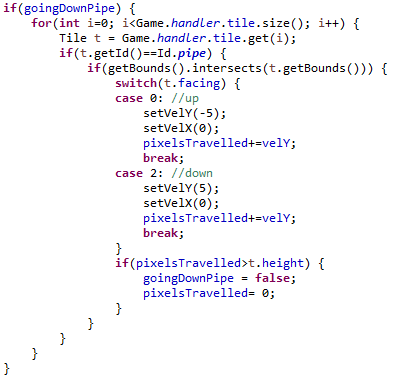 if(goingDownPipe) {
    for(int i=0; i<Game.handler.tile.size(); i++) {
        Tile t = Game.handler.tile.get(i);
        if(t.getId()==Id.pipe) {
            if(getBounds().intersects(t.getBounds())) {
                switch(t.facing) {
                case 0: //up
                    setVelY(-5);
                    setVelX(0);
                    pixelsTravelled+=velY;
                    break;
                case 2: //down
                    setVelY(5);
                    setVelX(0);
                    pixelsTravelled+=velY;
                    break;
                }
                if(pixelsTravelled>t.height) {
                    goingDownPipe = false;
                    pixelsTravelled= 0;
                }
            }
        }
    }
}